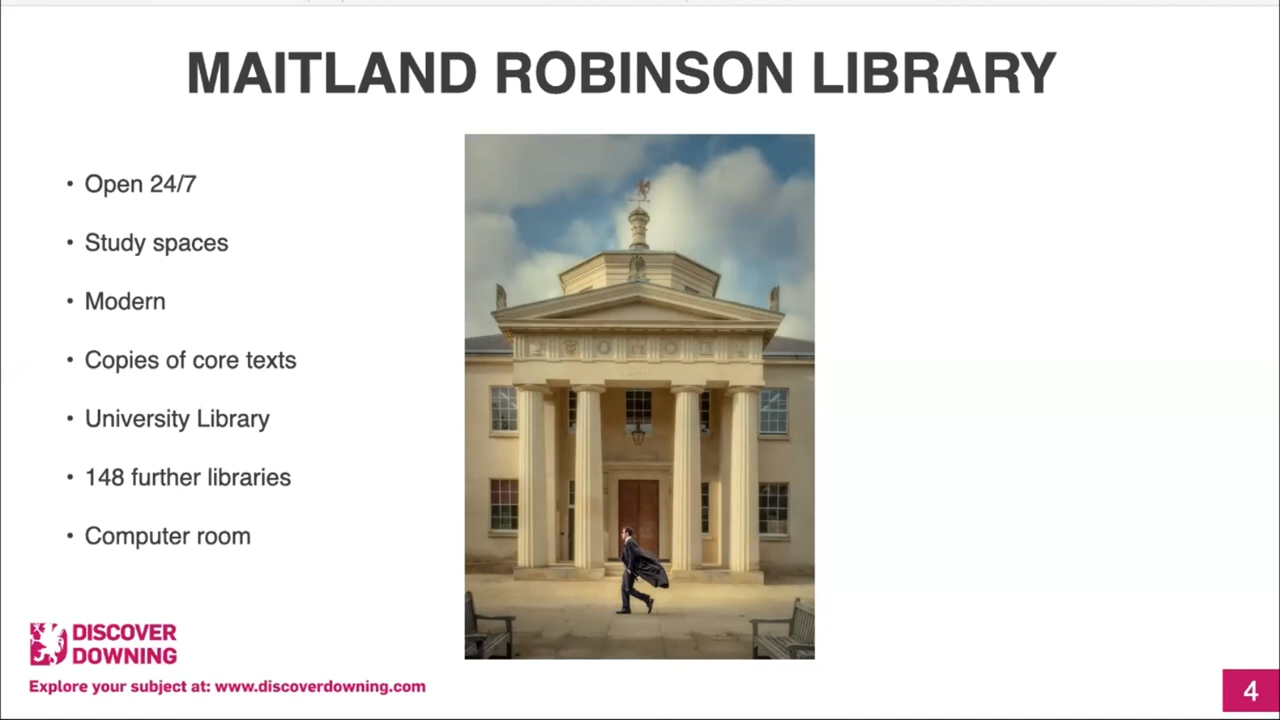 MAITLAND ROBINSON LIBRARY
• Open 24/7
• Study spaces
• Modern
• Copies of core texts
• University Library
• 148 further libraries
• Computer room
DISCOVER
DOWNING
Explore your subject at: www.discoverdowning.com
4